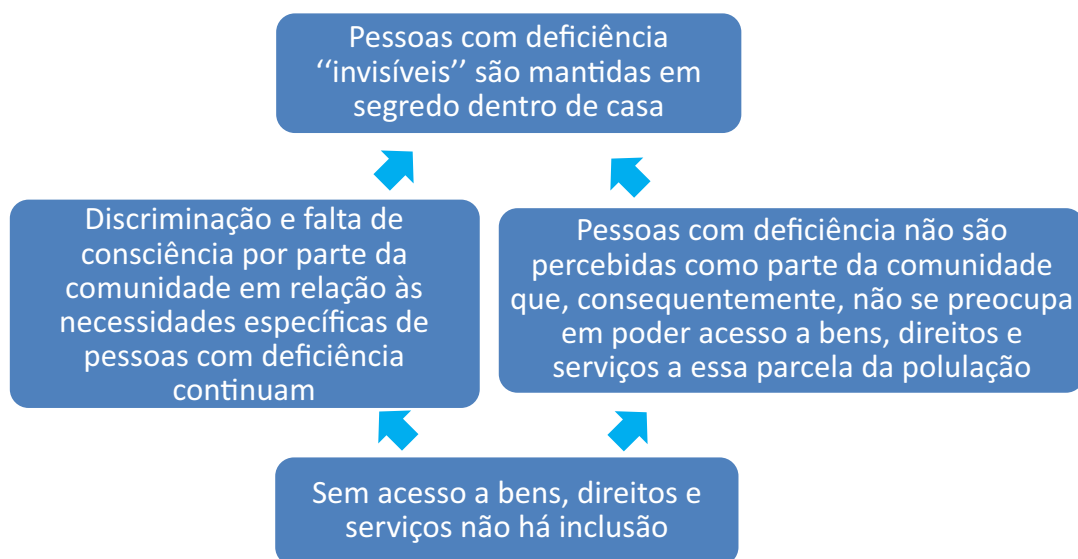 Pessoas com deficiência
‘‘invisíveis’’ são mantidas em
segredo dentro de casa
Discriminação e falta de
consciência por parte da
comunidade em relação às
necessidades específicas de
pessoas com deficiência
continuam
Pessoas com deficiência não são
percebidas como parte da comunidade
que, consequentemente, não se preocupa
em poder acesso a bens, direitos e
serviços a essa parcela da polulação
Sem acesso a bens, direitos e
serviços não há inclusão